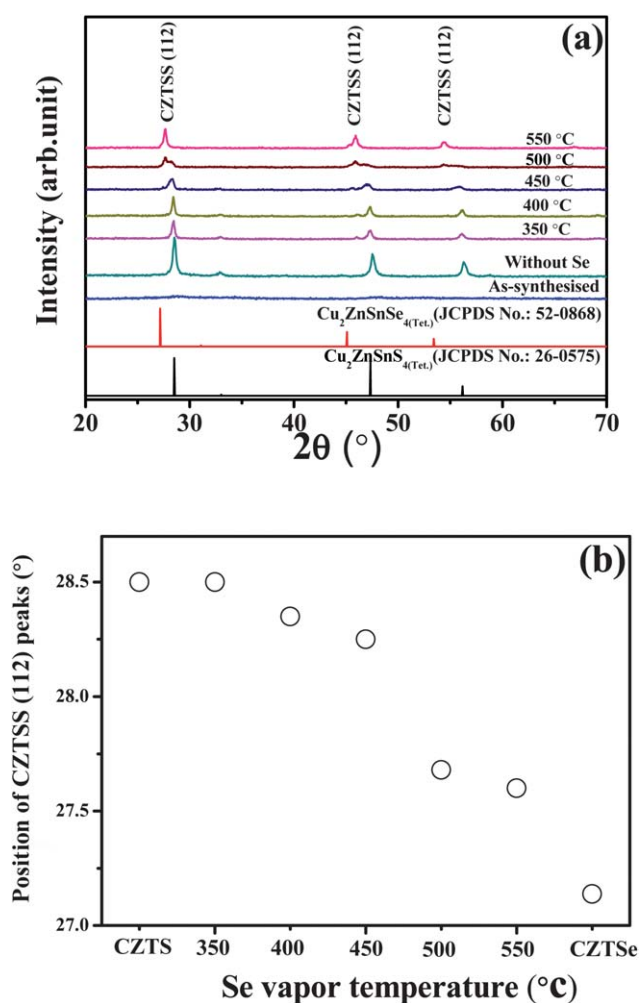 (a)
CZTSS (112)
CZTSS (112)
CZTSS (112)
550 °C
500 °C
450 °C
400 °C
350 °C
Without Se
As-synthesised
Cu2ZnSnSe4(Tet.)(JCPDS No.: 52-0868)
Cu2ZnSnS4(Tet.)(JCPDS No.: 26-0575)
Intensity (arb.unit)
20 30 40 50 60 70
2θ (°)
(b)
Position of CZTSS (112) peaks (°)
28.5
28.0
27.5
27.0
CZTS 350 400 450 500 550 CZTSe
Se vapor temperature (°c)